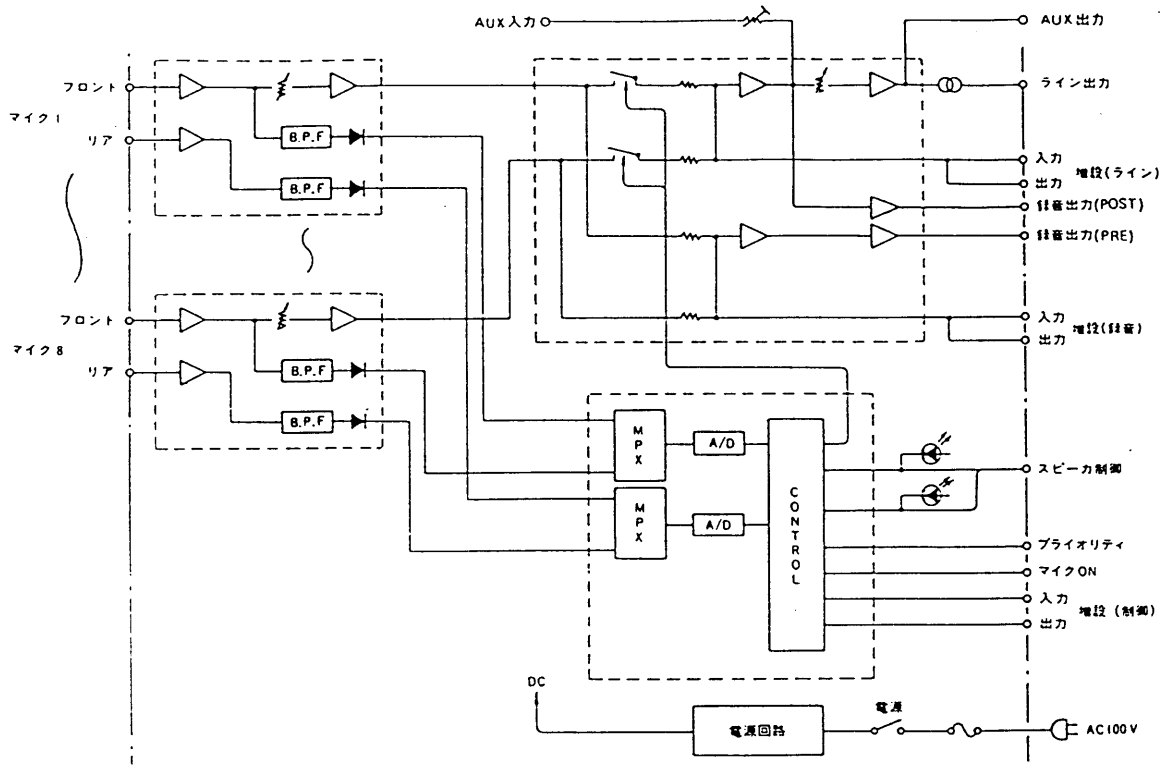 AUX入力
AUX出力
フロント
ライン出力
マイク1
リア
B.P.F
B.P.F
入力
増設(ライン)
出力
録音出力(POST)
録音出力(PRE)
フロント
マイク8
リア
B.P.F
B.P.F
入力
増設(録音)
出力
MPX
A/D
MPX
A/D
CONTROL
スピーカ制御
プライオリティ
マイクON
入力
増設(制御)
出力
DC
電源回路
電源
AC100V